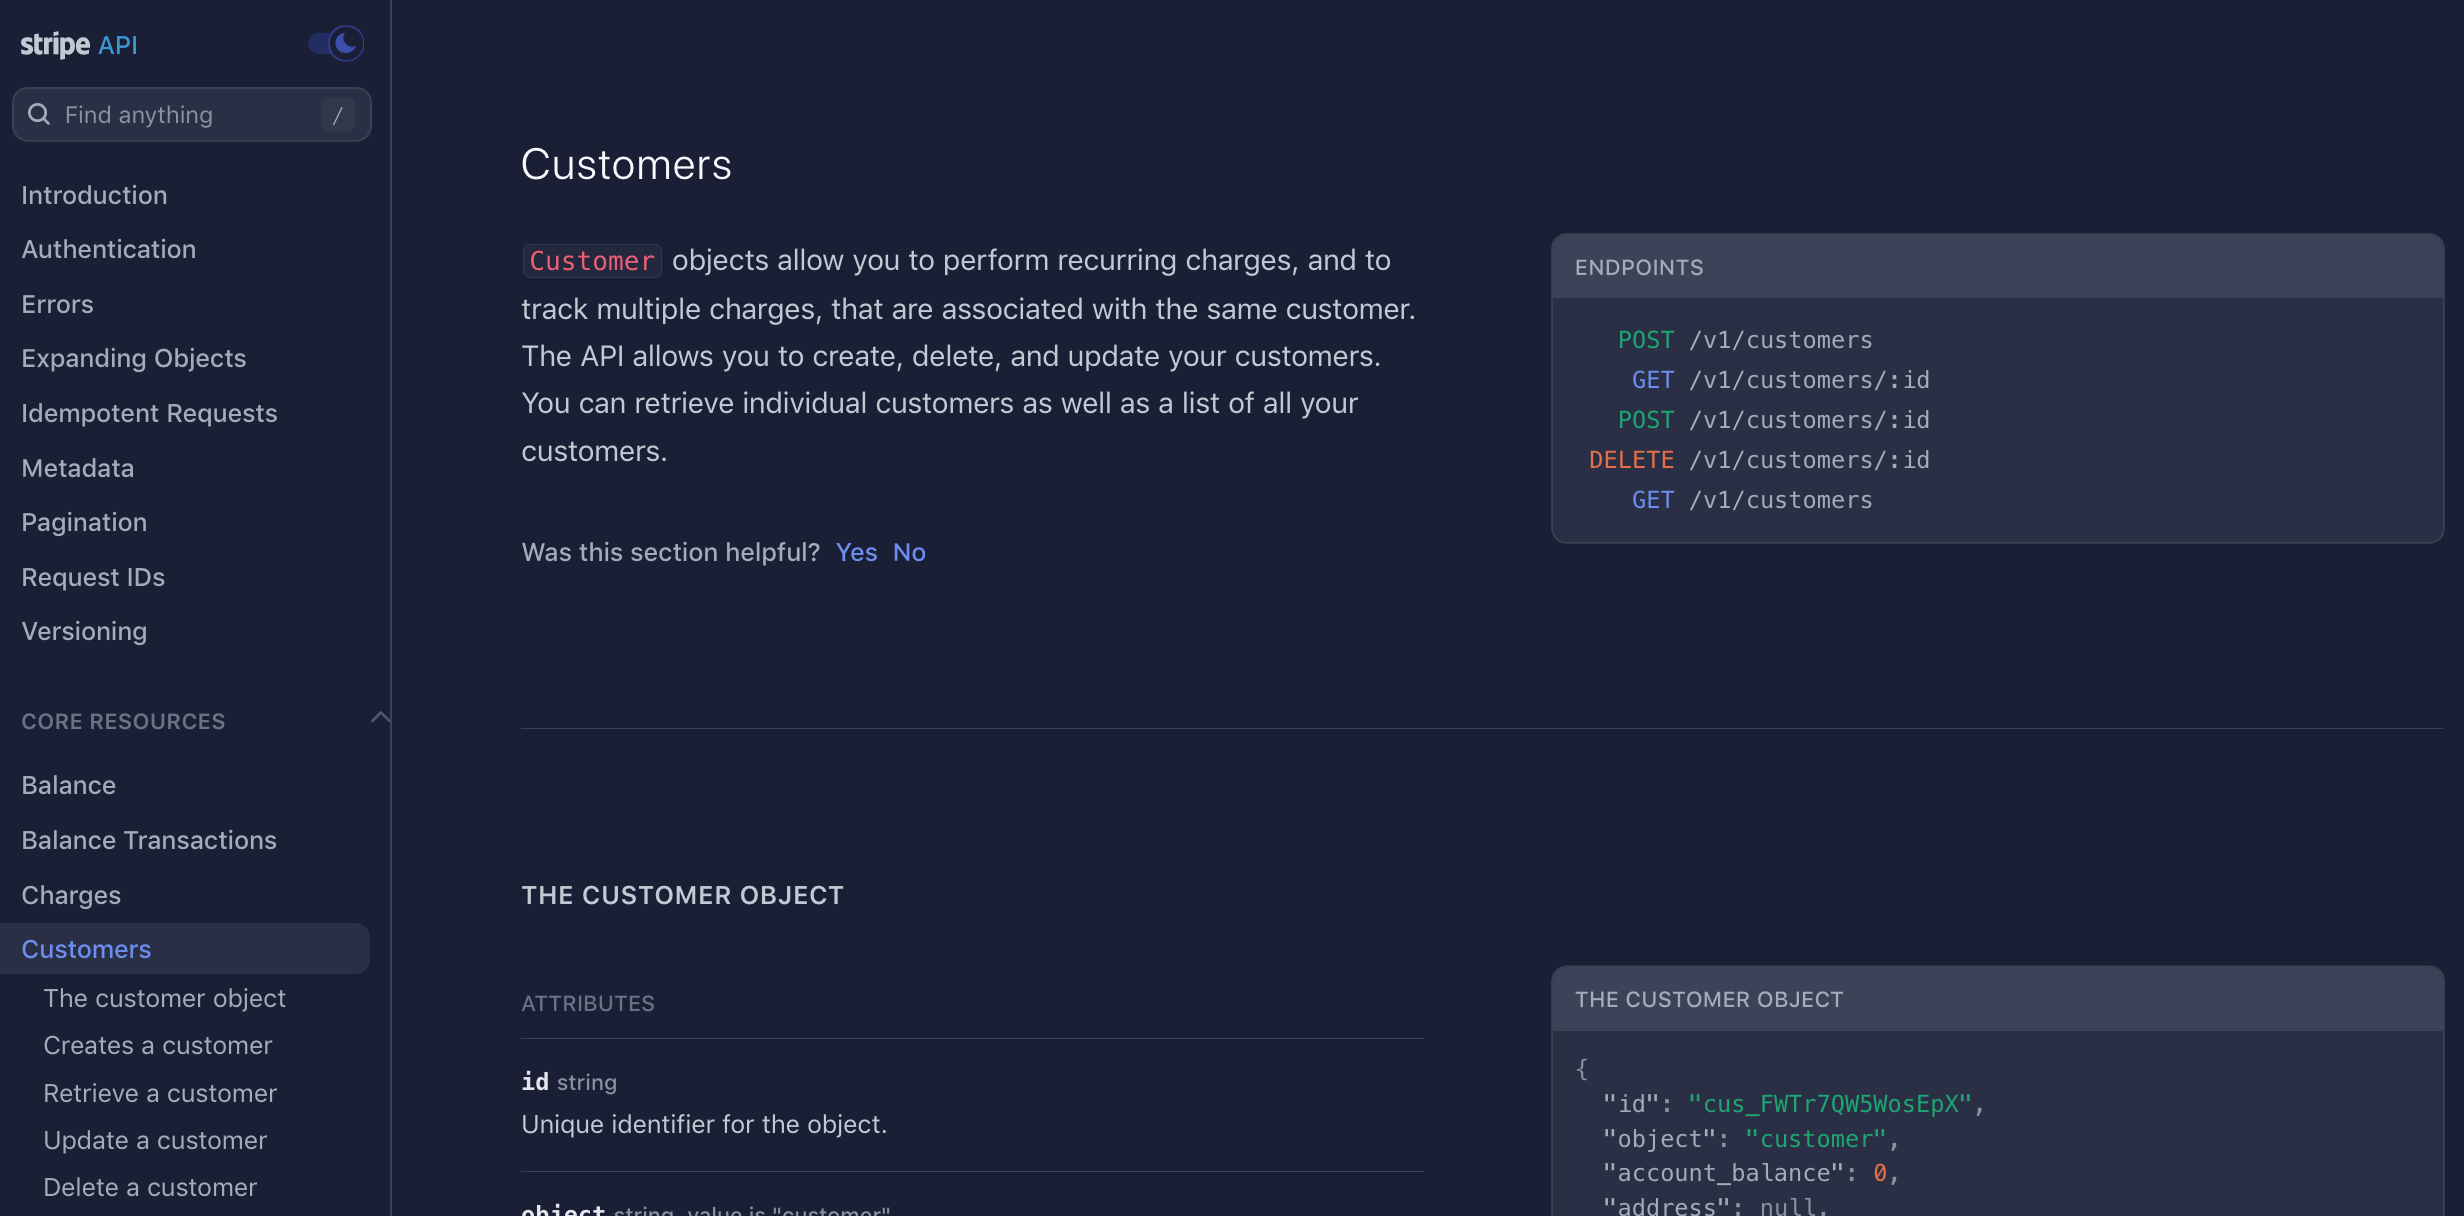 stripe API
Find anything /
Introduction
Authentication
Errors
Expanding Objects
Idempotent Requests
Metadata
Pagination
Request IDs
Versioning
CORE RESOURCES
Balance
Balance Transactions
Charges
Customers
The customer object
Creates a customer
Retrieve a customer
Update a customer
Delete a customer
Customers
Customer objects allow you to perform recurring charges, and to
track multiple charges, that are associated with the same customer.
The API allows you to create, delete, and update your customers.
You can retrieve individual customers as well as a list of all your
customers.
Was this section helpful? Yes No
ENDPOINTS
POST /v1/customers
GET /v1/customers/:id
POST /v1/customers/:id
DELETE /v1/customers/:id
GET /v1/customers
THE CUSTOMER OBJECT
ATTRIBUTES
id string
Unique identifier for the object.
object string, value is "customer"
THE CUSTOMER OBJECT
{
"id": "cus_FWTr7QW5WosEpX",
"object": "customer",
"account_balance": 0,
"address": null,